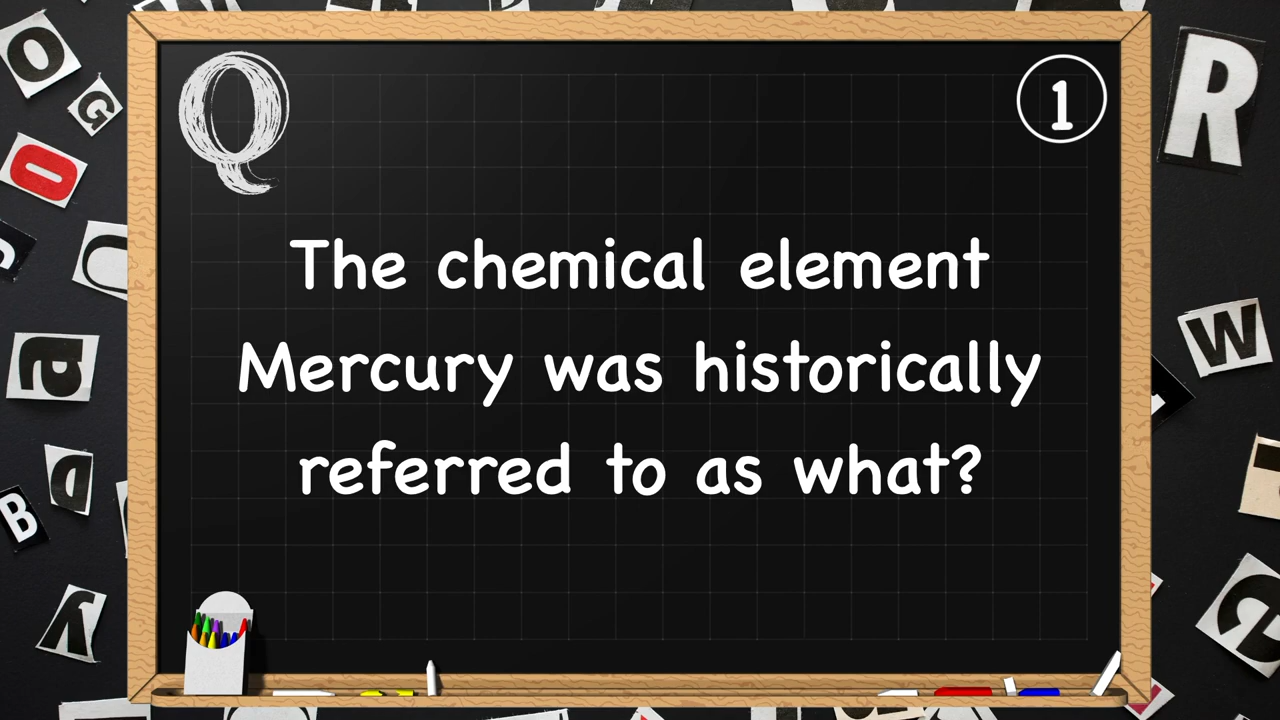 Q
1
The chemical element
Mercury was historically
referred to as what?
O
G
O
R
a
W
D
B
y